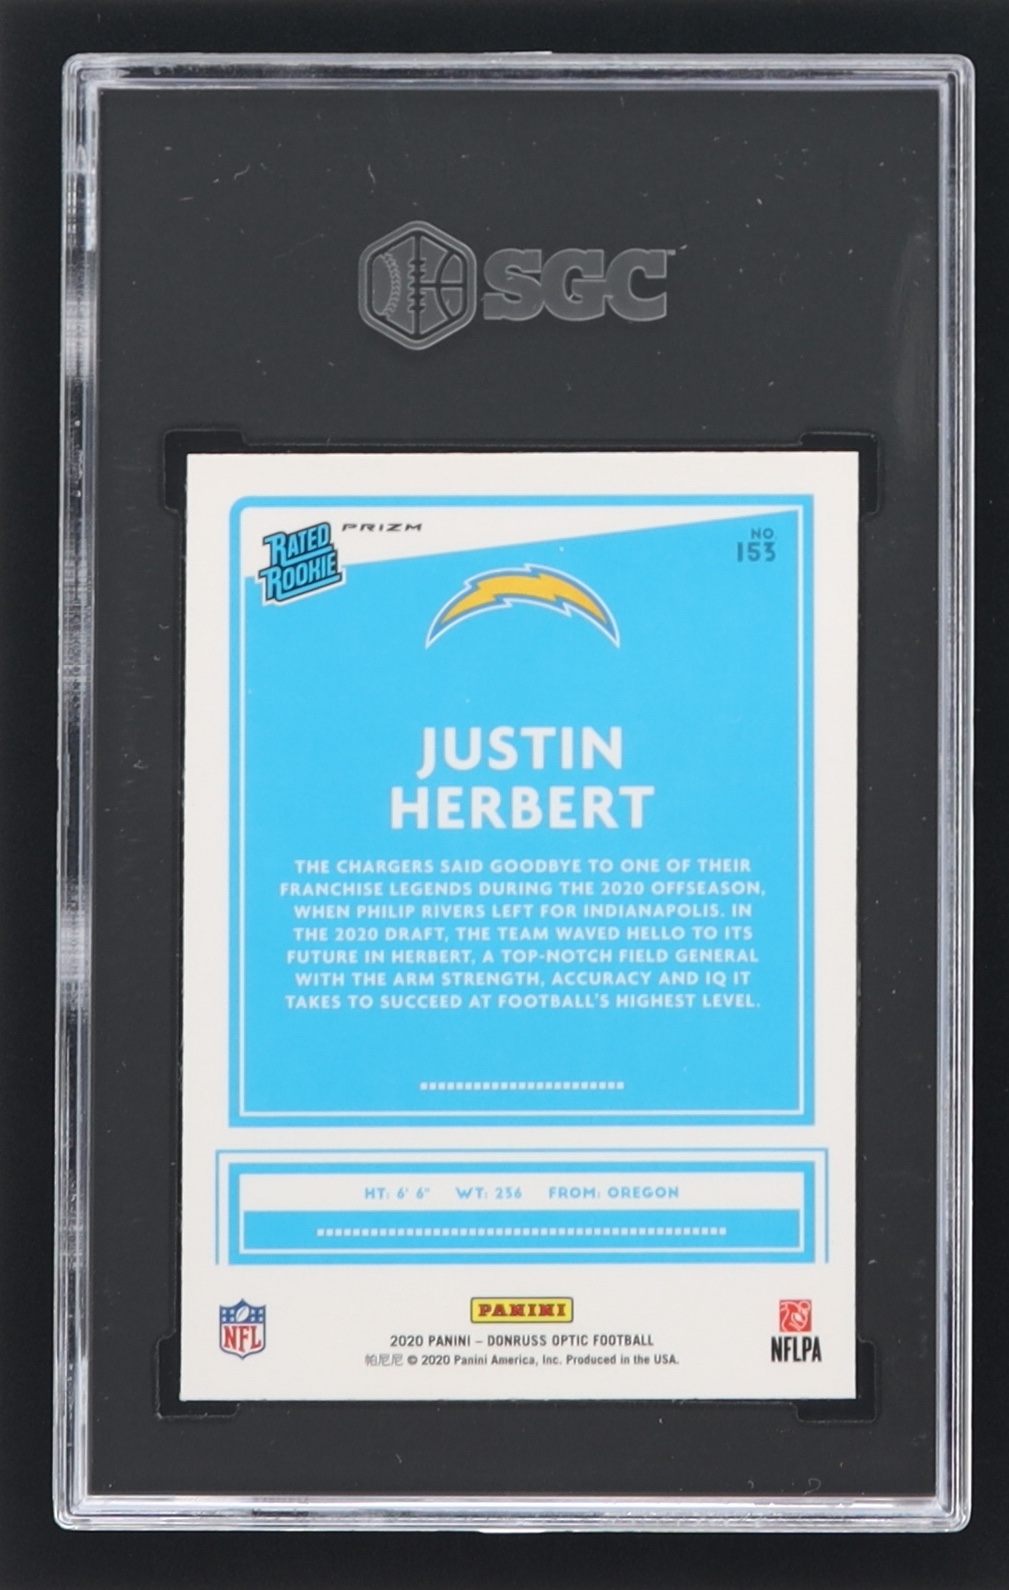 SGC
RATED
ROOKIE
PRIZM
NO.
153
JUSTIN
HERBERT
THE CHARGERS SAID GOODBYE TO ONE OF THEIR
FRANCHISE LEGENDS DURING THE 2020 OFFSEASON,
WHEN PHILIP RIVERS LEFT FOR INDIANAPOLIS. IN
THE 2020 DRAFT, THE TEAM WAVED HELLO TO ITS
FUTURE IN HERBERT, A TOP-NOTCH FIELD GENERAL
WITH THE ARM STRENGTH, ACCURACY AND IQ IT
TAKES TO SUCCEED AT FOOTBALL'S HIGHEST LEVEL.
HT: 6' 6" WT: 236 FROM: OREGON
NFL
PANINI
2020 PANINI – DONRUSS OPTIC FOOTBALL
帕尼尼 © 2020 Panini America, Inc. Produced in the USA.
NFLPA